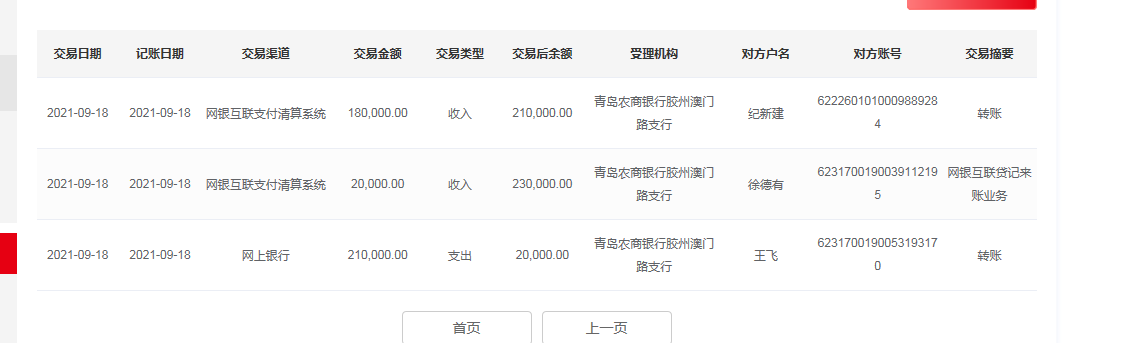 交易日期 记账日期 交易渠道 交易金额 交易类型 交易后余额 受理机构 对方户名 对方账号 交易摘要
2021-09-18 2021-09-18 网银互联支付清算系统 180,000.00 收入 210,000.00 青岛农商银行胶州澳门 纪新建 622260101000988928 转账
路支行 4
2021-09-18 2021-09-18 网银互联支付清算系统 20,000.00 收入 230,000.00 青岛农商银行胶州澳门 徐德有 623170019003911219 网银互联贷记来
路支行 5 账业务
2021-09-18 2021-09-18 网上银行 210,000.00 支出 20,000.00 青岛农商银行胶州澳门 王飞 623170019005319317 转账
路支行 0
首页 上一页